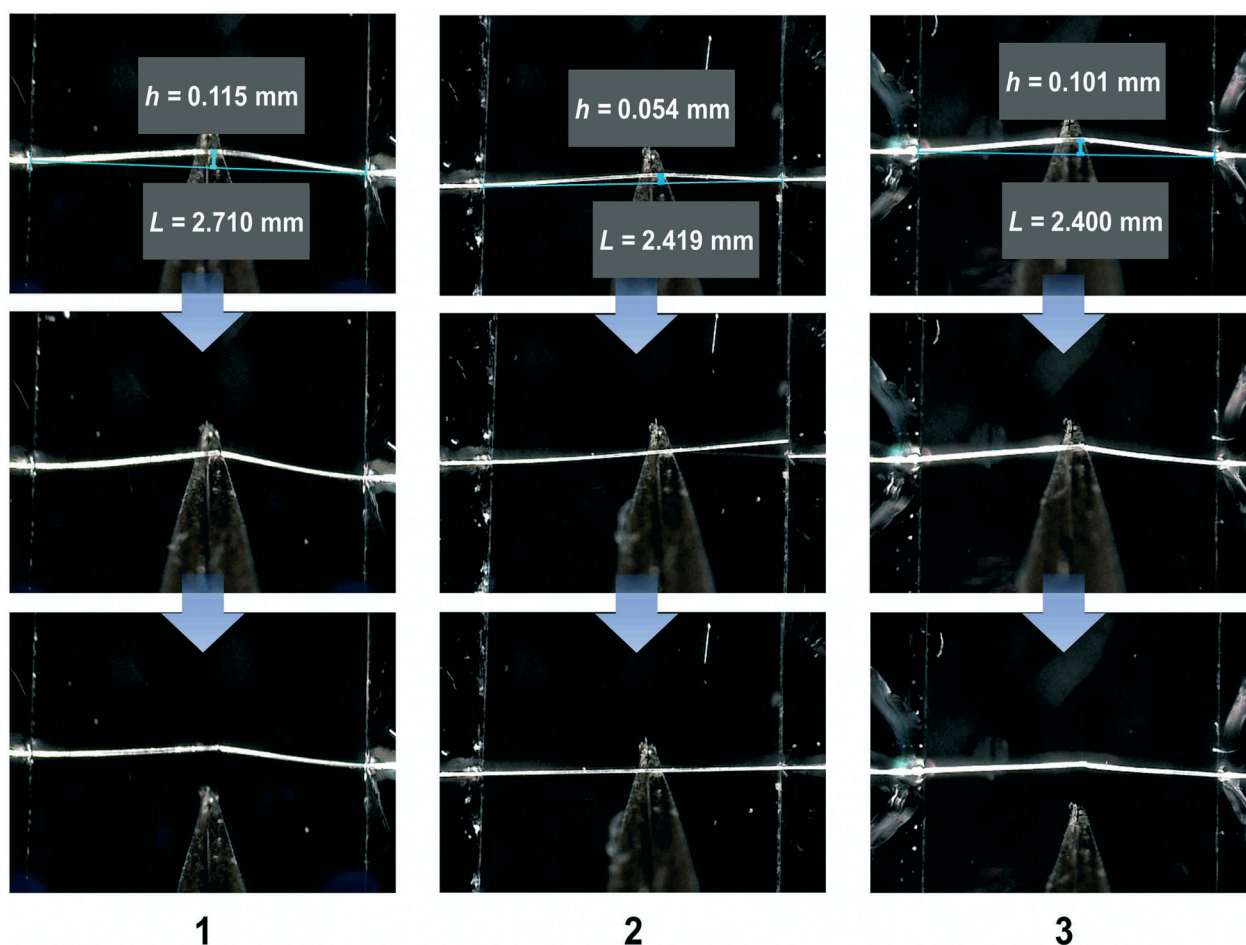 h = 0.115 mm
L = 2.710 mm
h = 0.054 mm
L = 2.419 mm
h = 0.101 mm
L = 2.400 mm
1
2
3